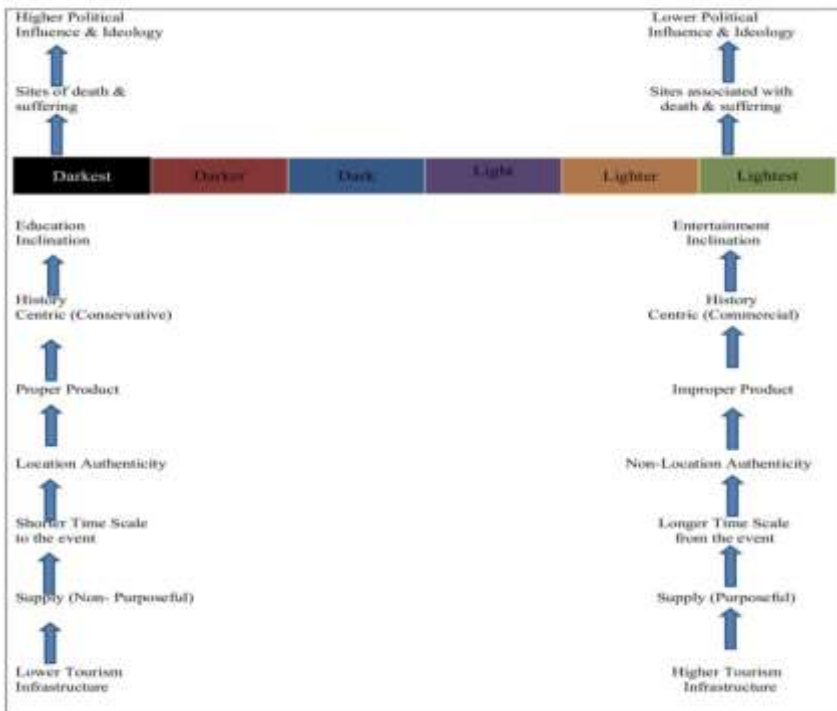 Higher Political
Influence & Ideology
Lower Political
Influence & Ideology
Sites of death &
suffering
Sites associated with
death & suffering
Darkest
Darker
Dark
Light
Lighter
Lightest
Education
Inclination
Entertainment
Inclination
History
Centric (Conservative)
History
Centric (Commercial)
Proper Product
Improper Product
Location Authenticity
Non-Location Authenticity
Shorter Time Scale
to the event
Longer Time Scale
from the event
Supply (Non- Purposeful)
Supply (Purposeful)
Lower Tourism
Infrastructure
Higher Tourism
Infrastructure